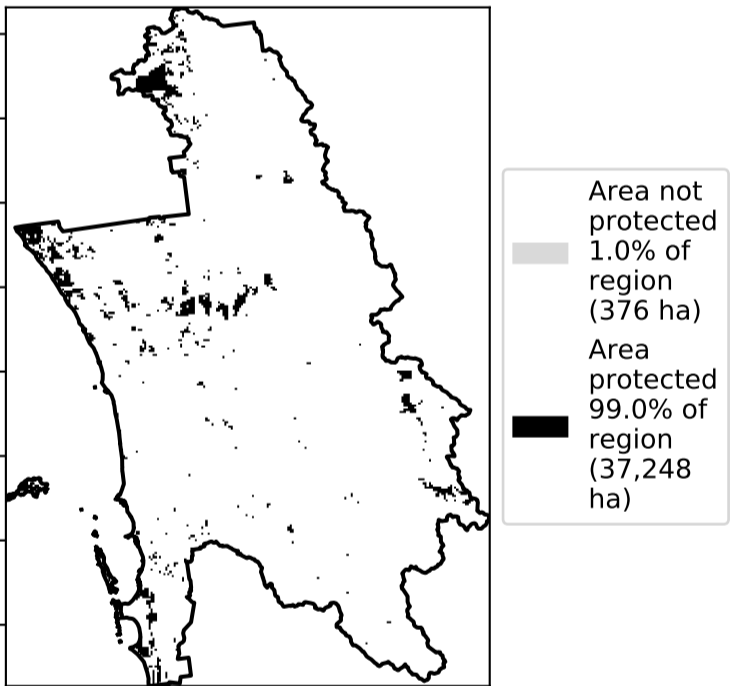 Area not
protected
1.0% of
region
(376 ha)
Area
protected
99.0% of
region
(37,248
ha)